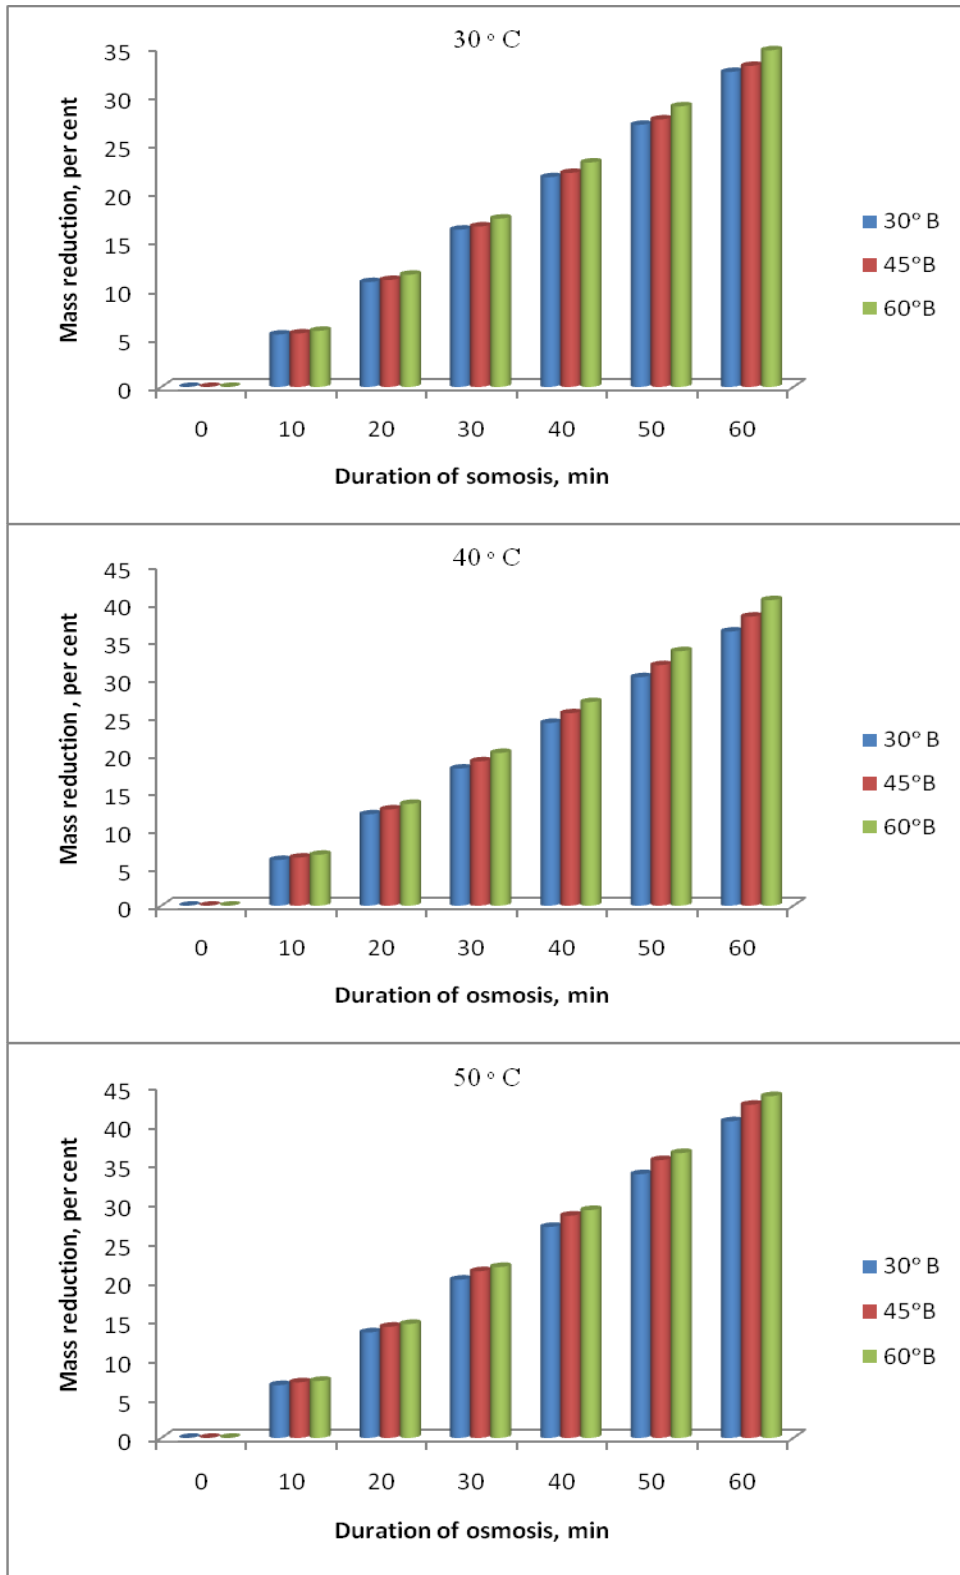 30 ° C
Mass reduction, per cent
35
30
25
20
15
10
5
0
0 10 20 30 40 50 60
Duration of somosis, min
30° B
45°B
60°B
40 ° C
Mass reduction , per cent
45
40
35
30
25
20
15
10
5
0
0 10 20 30 40 50 60
Duration of osmosis, min
30° B
45°B
60°B
50 ° C
Mass reduction, per cent
45
40
35
30
25
20
15
10
5
0
0 10 20 30 40 50 60
Duration of osmosis, min
30° B
45°B
60°B